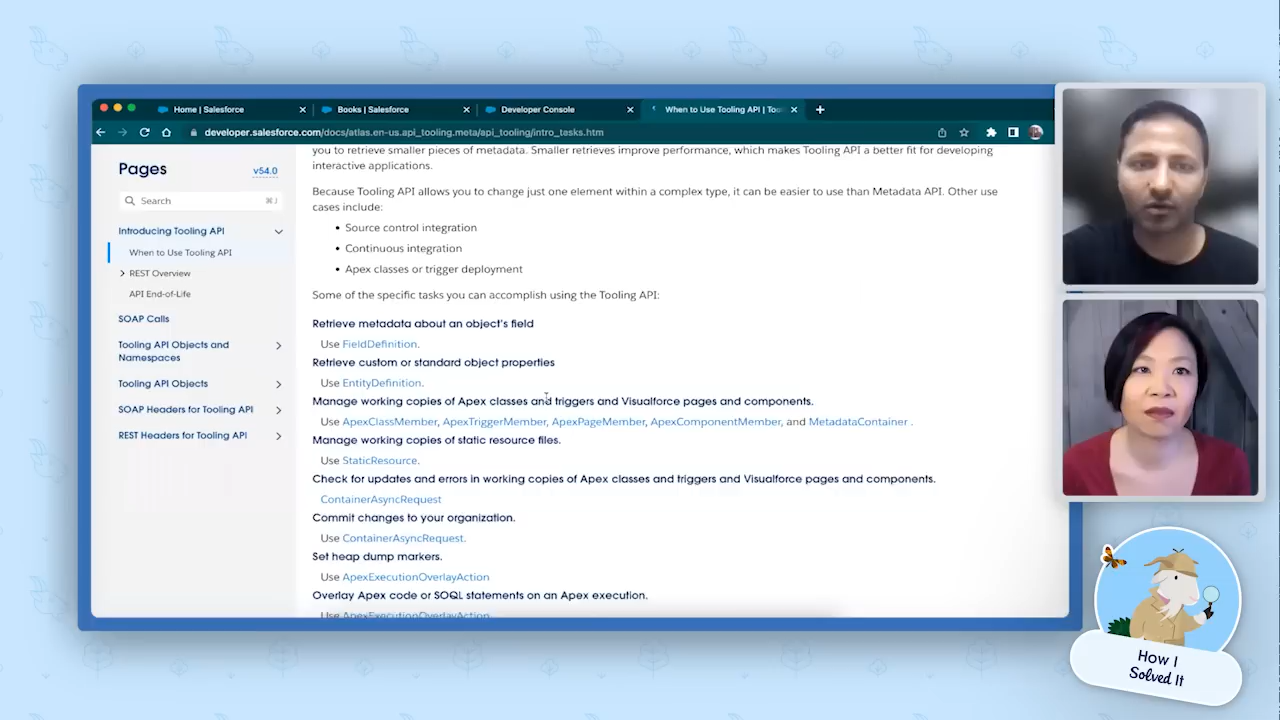 Home | Salesforce
Books | Salesforce
Developer Console
When to Use Tooling API | Too
developer.salesforce.com/docs/atlas.en-us.api_tooling.meta/api_tooling/intro_tasks.htm
Pages
v54.0
Search
⌘ /
Introducing Tooling API
When to Use Tooling API
REST Overview
API End-of-Life
SOAP Calls
Tooling API Objects and
Namespaces
Tooling API Objects
SOAP Headers for Tooling API
REST Headers for Tooling API
you to retrieve smaller pieces of metadata. Smaller retrieves improve performance, which makes Tooling API a better fit for developing
interactive applications.
Because Tooling API allows you to change just one element within a complex type, it can be easier to use than Metadata API. Other use
cases include:
• Source control integration
• Continuous integration
• Apex classes or trigger deployment
Some of the specific tasks you can accomplish using the Tooling API:
Retrieve metadata about an object's field
Use FieldDefinition.
Retrieve custom or standard object properties
Use EntityDefinition.
Manage working copies of Apex classes and triggers and Visualforce pages and components.
Use ApexClassMember, ApexTriggerMember, ApexPageMember, ApexComponentMember, and MetadataContainer .
Manage working copies of static resource files.
Use StaticResource.
Check for updates and errors in working copies of Apex classes and triggers and Visualforce pages and components.
ContainerAsyncRequest
Commit changes to your organization.
Use ContainerAsyncRequest.
Set heap dump markers.
Use ApexExecutionOverlayAction
Overlay Apex code or SOQL statements on an Apex execution.
Use ApexExecutionOverlayAction
How I
Solved It